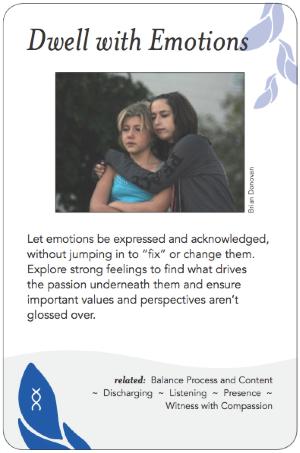 Dwell with Emotions
Brian Donovan
Let emotions be expressed and acknowledged,
without jumping in to “fix” or change them.
Explore strong feelings to find what drives
the passion underneath them and ensure
important values and perspectives aren’t
glossed over.
related: Balance Process and Content
~ Discharging ~ Listening ~ Presence ~
Witness with Compassion